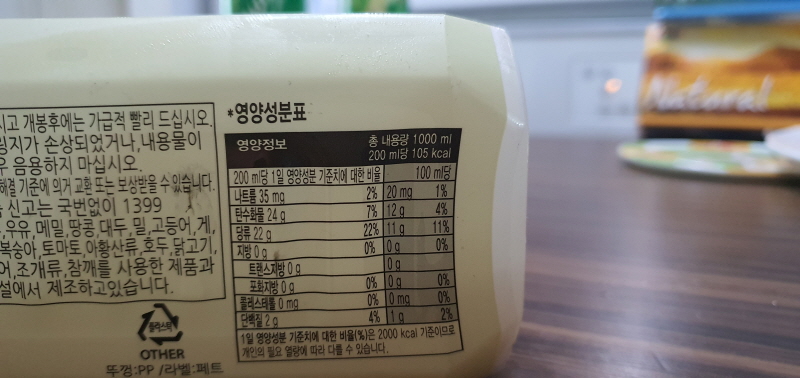 시고 개봉후에는 가급적 빨리 드십시오.
링지가 손상되었거나,내용물이
우 음용하지 마십시오.
해결 기준에 의거 교환 또는 보상받을 수 있습니다.
신고는 국번없이 1399
,우유,메밀,땅콩,대두,밀,고등어,게,
복숭아,토마토,아황산류,호두,닭고기,
어,조개류,참깨를 사용한 제품과
설에서 제조하고있습니다.
플라스틱
OTHER
뚜껑:PP /라벨:페트
*영양성분표
영양정보
총 내용량 1000 ml
200 ml당 105 kcal
200 ml당 1일 영양성분 기준치에 대한 비율 100 ml당
나트륨 35 mg 2% 20 mg 1%
탄수화물 24 g 7% 12 g 4%
당류 22 g 22% 11 g 11%
지방 0 g 0% 0 g 0%
트랜스지방 0 g 0 g
포화지방 0 g 0% 0 g 0%
콜레스테롤 0 mg 0% 0 mg 0%
단백질 2 g 4% 1 g 2%
1일 영양성분 기준치에 대한 비율(%)은 2000 kcal 기준이므로
개인의 필요 열량에 따라 다를 수 있습니다.
Natural